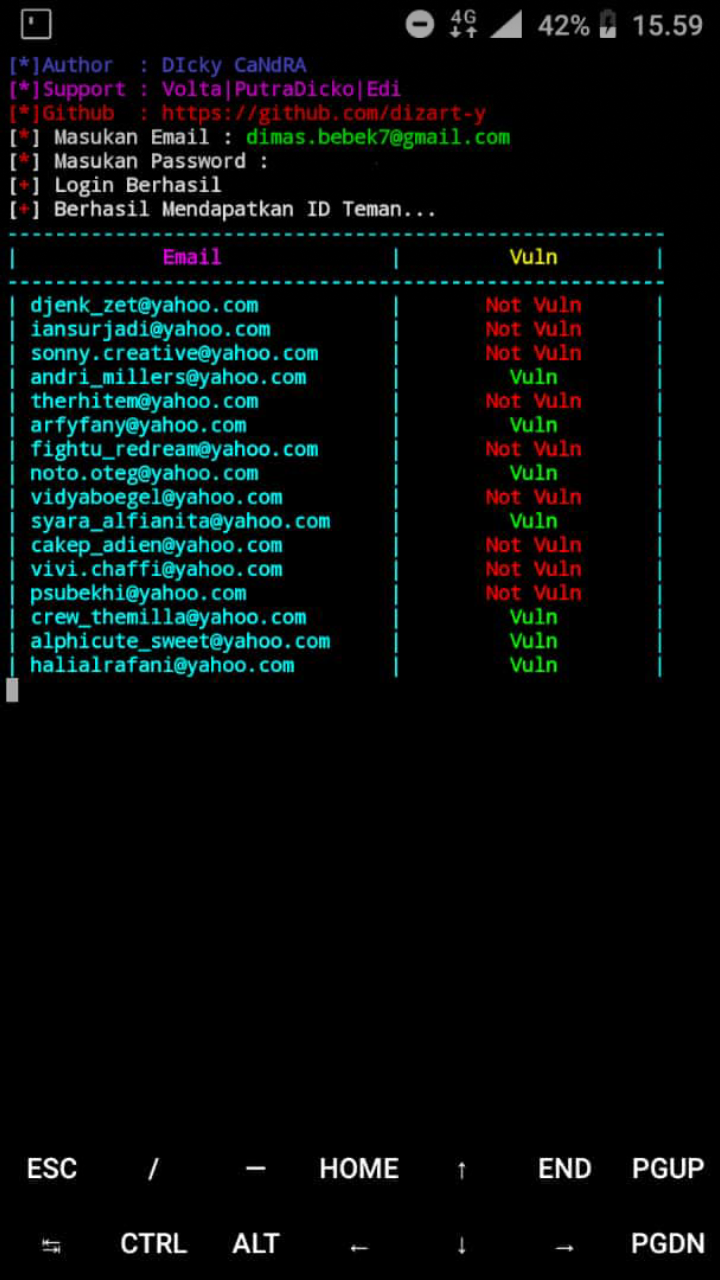 4G 42% 15.59
[*]Author : DIcky CaNdRA
[*]Support : Volta|PutraDicko|Edi
[*]Github : https://github.com/dizart-y
[*] Masukan Email : dimas.bebek7@gmail.com
[*] Masukan Password :
[+] Login Berhasil
[+] Berhasil Mendapatkan ID Teman...
-------------------------------------------------------
| Email | Vuln |
-------------------------------------------------------
| djenk_zet@yahoo.com | Not Vuln |
| iansurjadi@yahoo.com | Not Vuln |
| sonny.creative@yahoo.com | Not Vuln |
| andri_millers@yahoo.com | Vuln |
| therhitem@yahoo.com | Not Vuln |
| arfyfany@yahoo.com | Vuln |
| fightu_redream@yahoo.com | Not Vuln |
| noto.oteg@yahoo.com | Vuln |
| vidyaboegel@yahoo.com | Not Vuln |
| syara_alfianita@yahoo.com | Vuln |
| cakep_adien@yahoo.com | Not Vuln |
| vivi.chaffi@yahoo.com | Not Vuln |
| psubekhi@yahoo.com | Not Vuln |
| crew_themilla@yahoo.com | Vuln |
| alphicute_sweet@yahoo.com | Vuln |
| halialrafani@yahoo.com | Vuln |
ESC / — HOME ↑ END PGUP
↹ CTRL ALT ← ↓ → PGDN